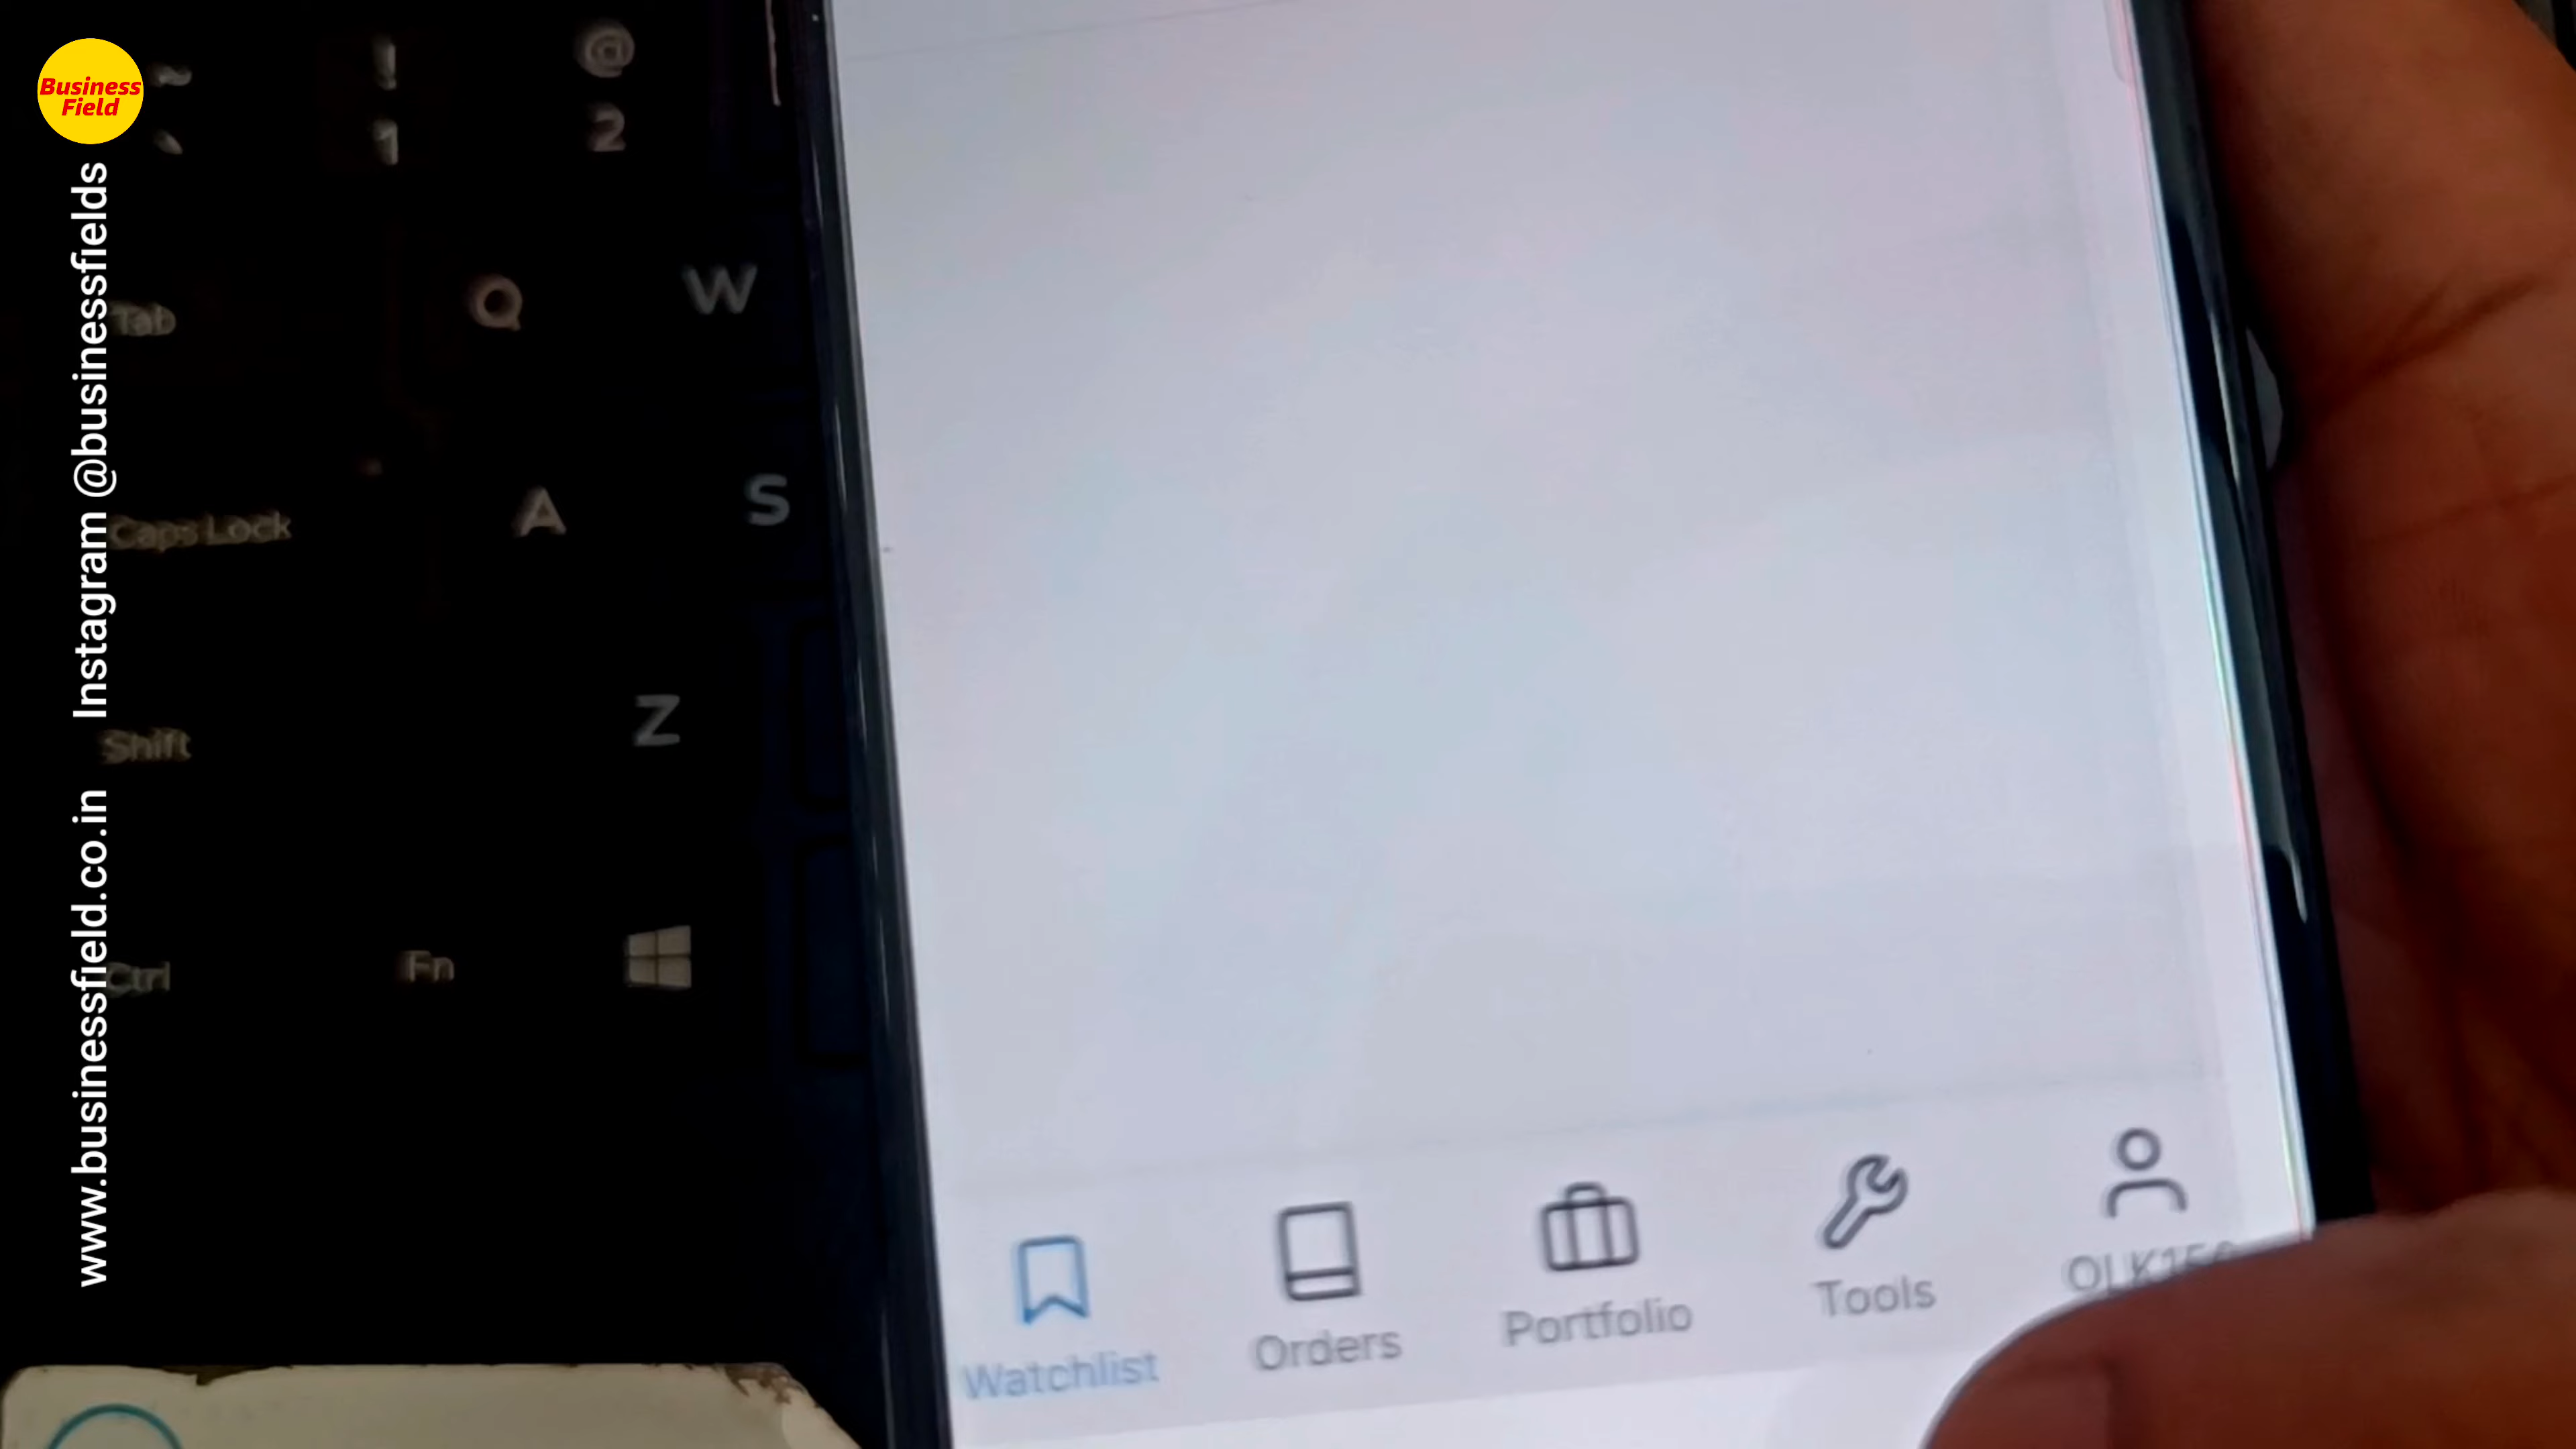 Business
Field
www.businessfield.co.in Instagram @businessfields
~ ! @
` 1 2
Tab Q W
Caps Lock A S
Shift Z
Ctrl Fn
Watchlist Orders Portfolio Tools